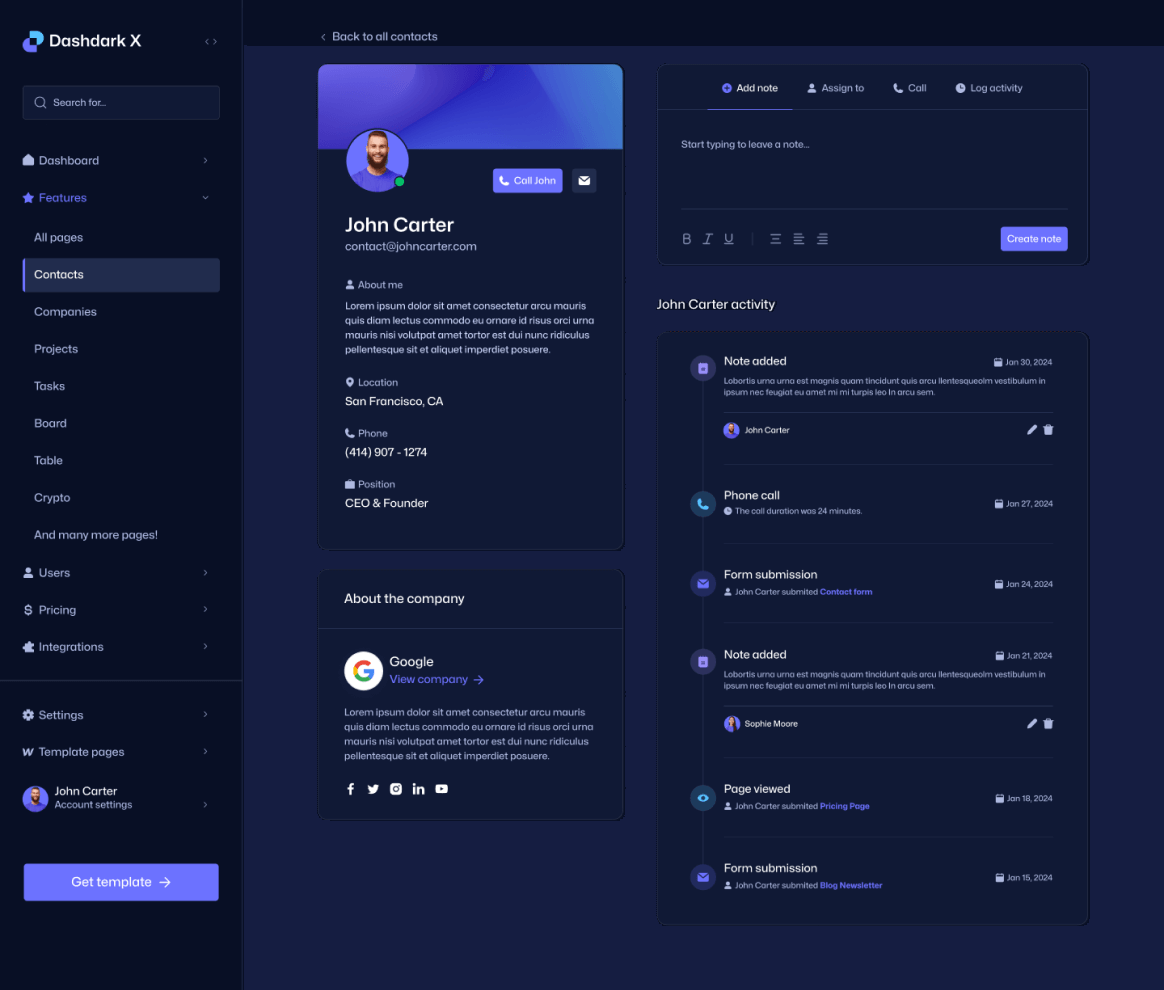 Dashdark X
Search for...
Dashboard
Features
All pages
Contacts
Companies
Projects
Tasks
Board
Table
Crypto
And many more pages!
Users
$ Pricing
Integrations
Settings
Template pages
John Carter
Account settings
Get template →
‹ Back to all contacts
Call John
John Carter
contact@johncarter.com
About me
Lorem ipsum dolor sit amet consectetur arcu mauris
quis diam lectus commodo eu ornare id risus orci urna
mauris nisi volutpat amet tortor est dui nunc ridiculus
pellentesque sit et aliquet imperdiet posuere.
Location
San Francisco, CA
Phone
(414) 907 - 1274
Position
CEO & Founder
About the company
Google
View company →
Lorem ipsum dolor sit amet consectetur arcu mauris
quis diam lectus commodo eu ornare id risus orci urna
mauris nisi volutpat amet tortor est dui nunc ridiculus
pellentesque sit et aliquet imperdiet posuere.
Add note Assign to Call Log activity
Start typing to leave a note...
B I U
Create note
John Carter activity
Note added Jan 30, 2024
Lobortis urna urna est magnis quam tincidunt quis arcu llentesqueolm vestibulum in
ipsum nec feugiat eu amet mi mi turpis leo In arcu sem.
John Carter
Phone call
Jan 27, 2024
The call duration was 24 minutes.
Form submission
Jan 24, 2024
John Carter submited Contact form
Note added Jan 21, 2024
Lobortis urna urna est magnis quam tincidunt quis arcu llentesqueolm vestibulum in
ipsum nec feugiat eu amet mi mi turpis leo In arcu sem.
Sophie Moore
Page viewed
Jan 18, 2024
John Carter submited Pricing Page
Form submission
Jan 15, 2024
John Carter submited Blog Newsletter